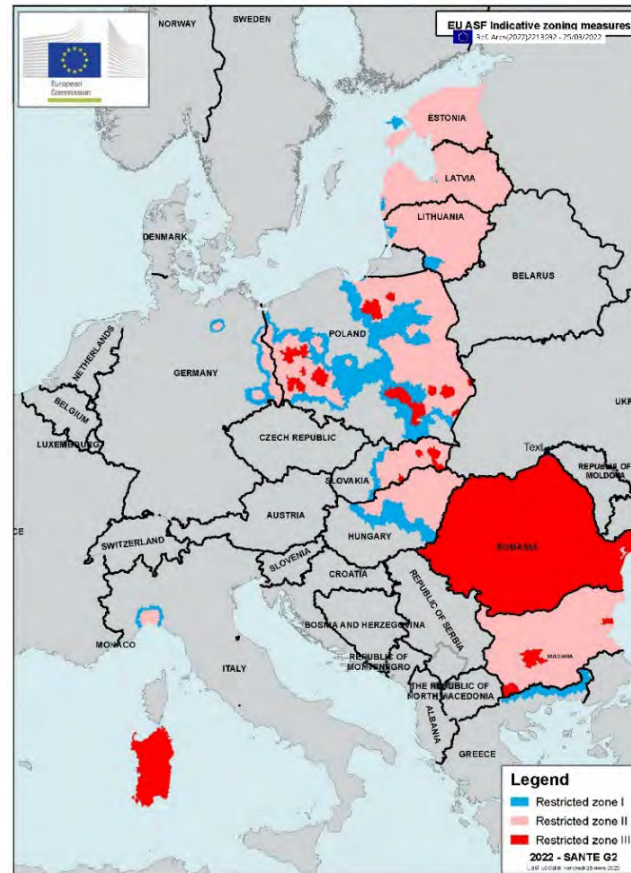 European
Commission
EU ASF Indicative zoning measures
NORWAY
SWEDEN
ESTONIA
LATVIA
LITHUANIA
DENMARK
BELARUS
POLAND
NETHERLANDS
GERMANY
BELGIUM
LUXEMBOURG
CZECH REPUBLIC
UKR
Text
REPUBLIC OF
MOLDOVA
SLOVAKIA
AUSTRIA
HUNGARY
ROMANIA
SWITZERLAND
SLOVENIA
CROATIA
REPUBLIC OF SERBIA
BOSNIA AND HERZEGOVINA
MONACO
ITALY
REPUBLIC OF
MONTENEGRO
BULGARIA
THE REPUBLIC OF
NORTH MACEDONIA
ALBANIA
GREECE
Legend
Restricted zone I
Restricted zone II
Restricted zone III
2022 - SANTE G2